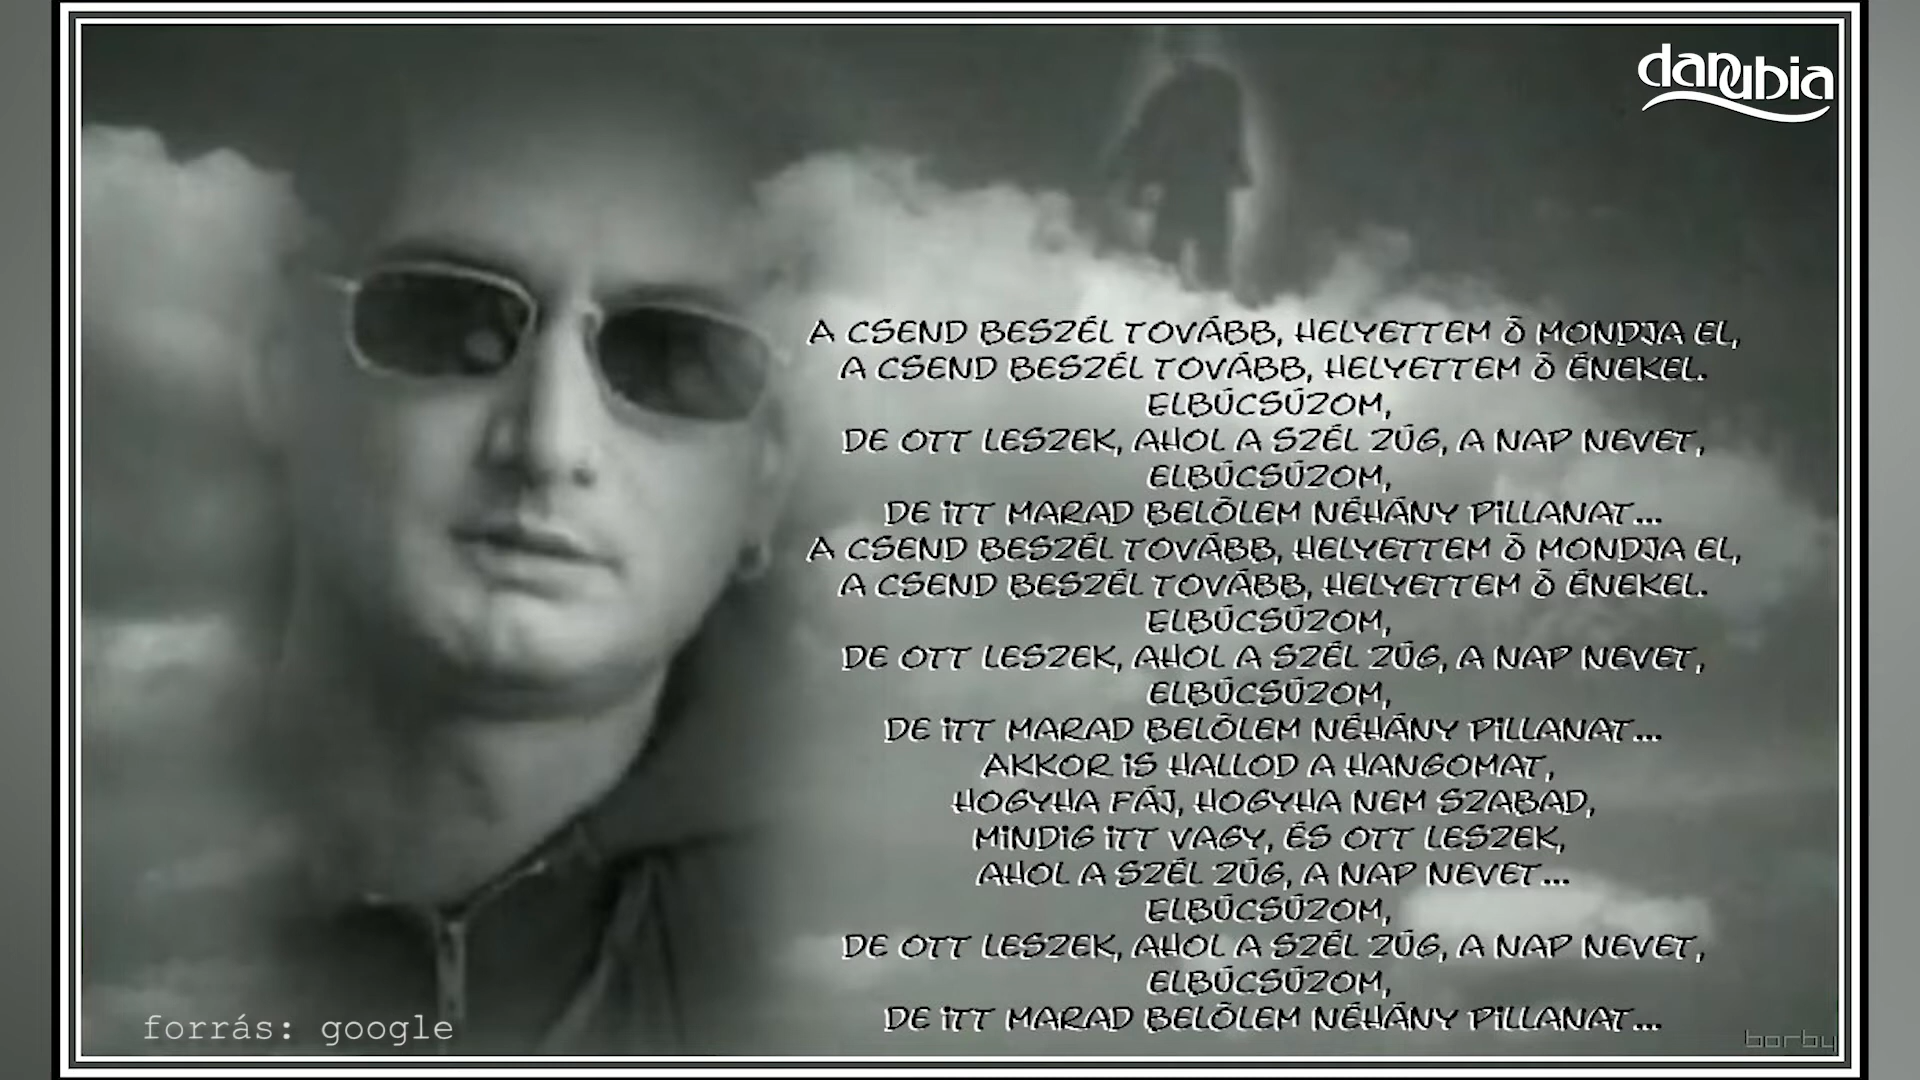 danubia
A CSEND BESZÉL TOVÁBB, HELYETTEM Õ MONDJA EL,
A CSEND BESZÉL TOVÁBB, HELYETTEM Õ ÉNEKEL.
ELBÚCSÚZOM,
DE OTT LESZEK, AHOL A SZÉL ZÚG, A NAP NEVET,
ELBÚCSÚZOM,
DE ITT MARAD BELÕLEM NÉHÁNY PILLANAT...
A CSEND BESZÉL TOVÁBB, HELYETTEM Õ MONDJA EL,
A CSEND BESZÉL TOVÁBB, HELYETTEM Õ ÉNEKEL.
ELBÚCSÚZOM,
DE OTT LESZEK, AHOL A SZÉL ZÚG, A NAP NEVET,
ELBÚCSÚZOM,
DE ITT MARAD BELÕLEM NÉHÁNY PILLANAT...
AKKOR IS HALLOD A HANGOMAT,
HOGYHA FÁJ, HOGYHA NEM SZABAD,
MINDIG ITT VAGY, ÉS OTT LESZEK,
AHOL A SZÉL ZÚG, A NAP NEVET...
ELBÚCSÚZOM,
DE OTT LESZEK, AHOL A SZÉL ZÚG, A NAP NEVET,
ELBÚCSÚZOM,
DE ITT MARAD BELÕLEM NÉHÁNY PILLANAT...
forrás: google
borby